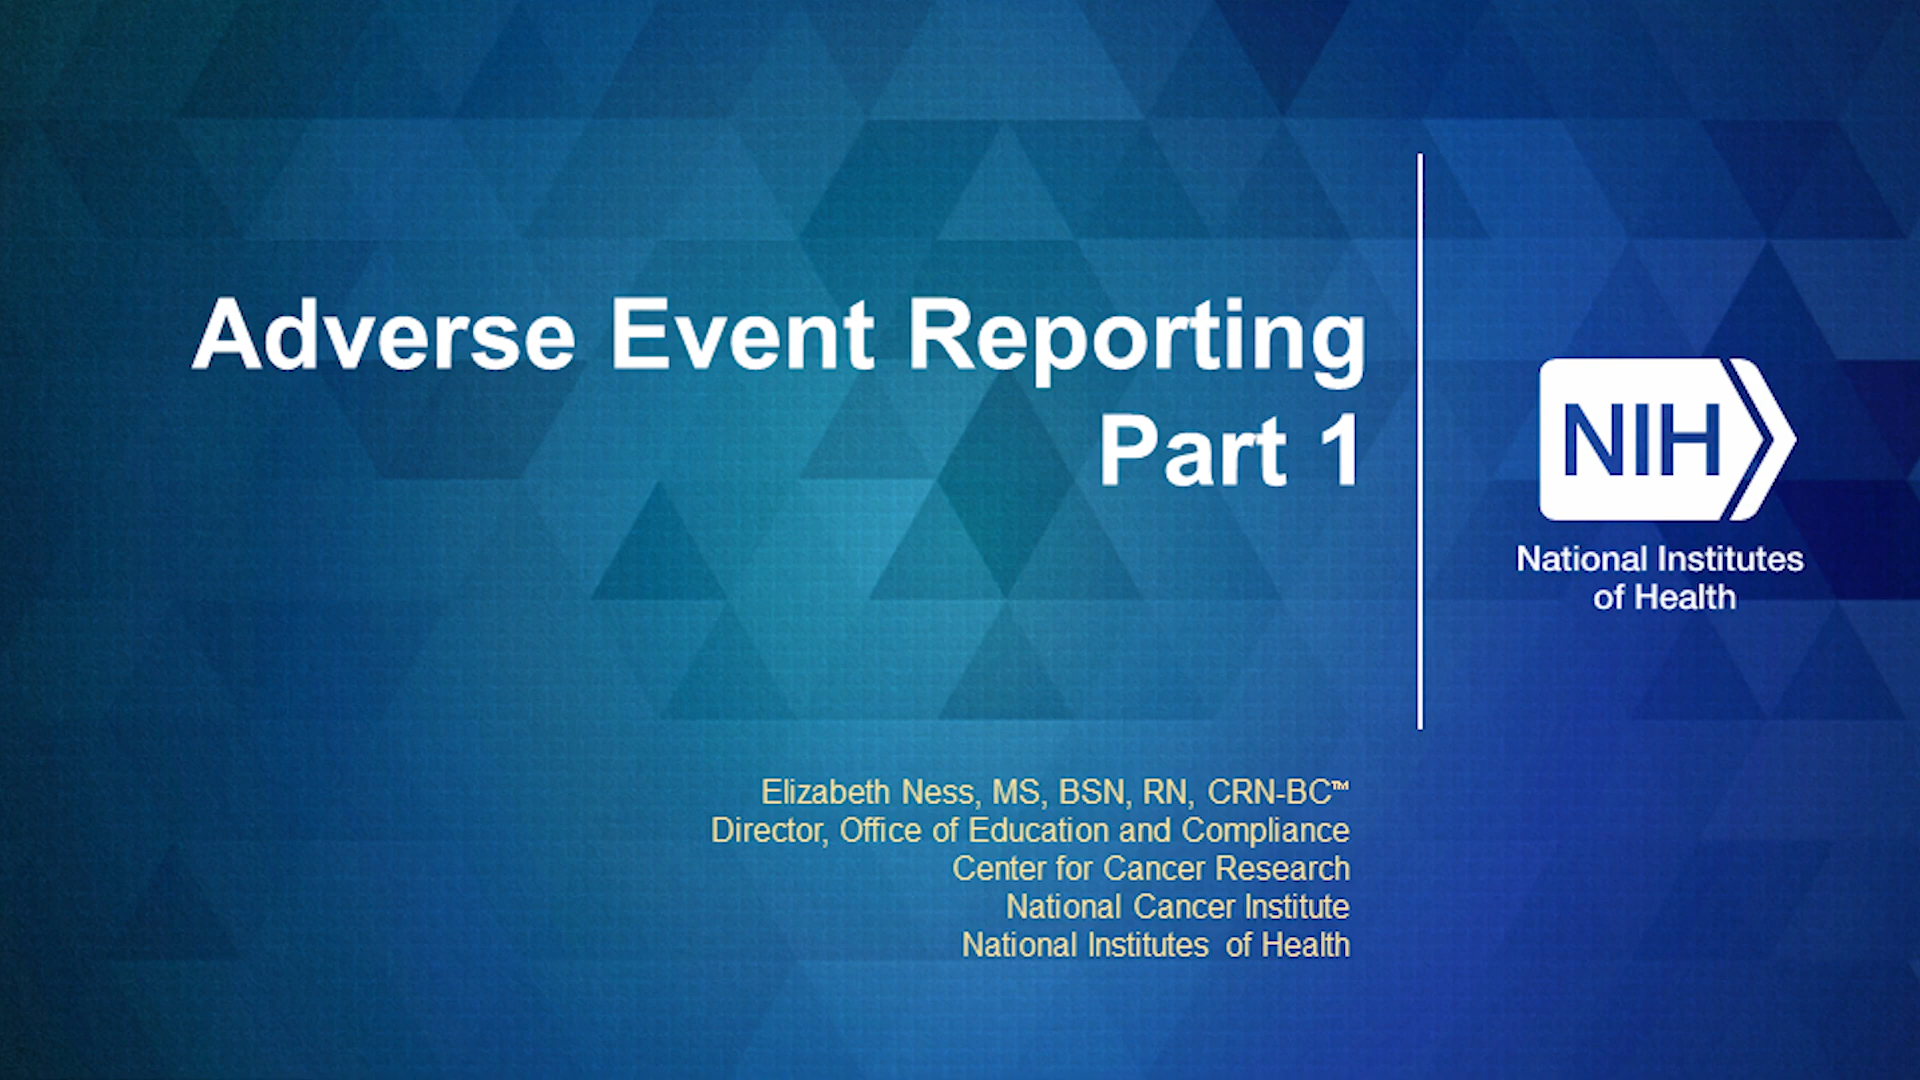 Adverse Event Reporting
Part 1
NIH
National Institutes
of Health
Elizabeth Ness, MS, BSN, RN, CRN-BC™
Director, Office of Education and Compliance
Center for Cancer Research
National Cancer Institute
National Institutes of Health